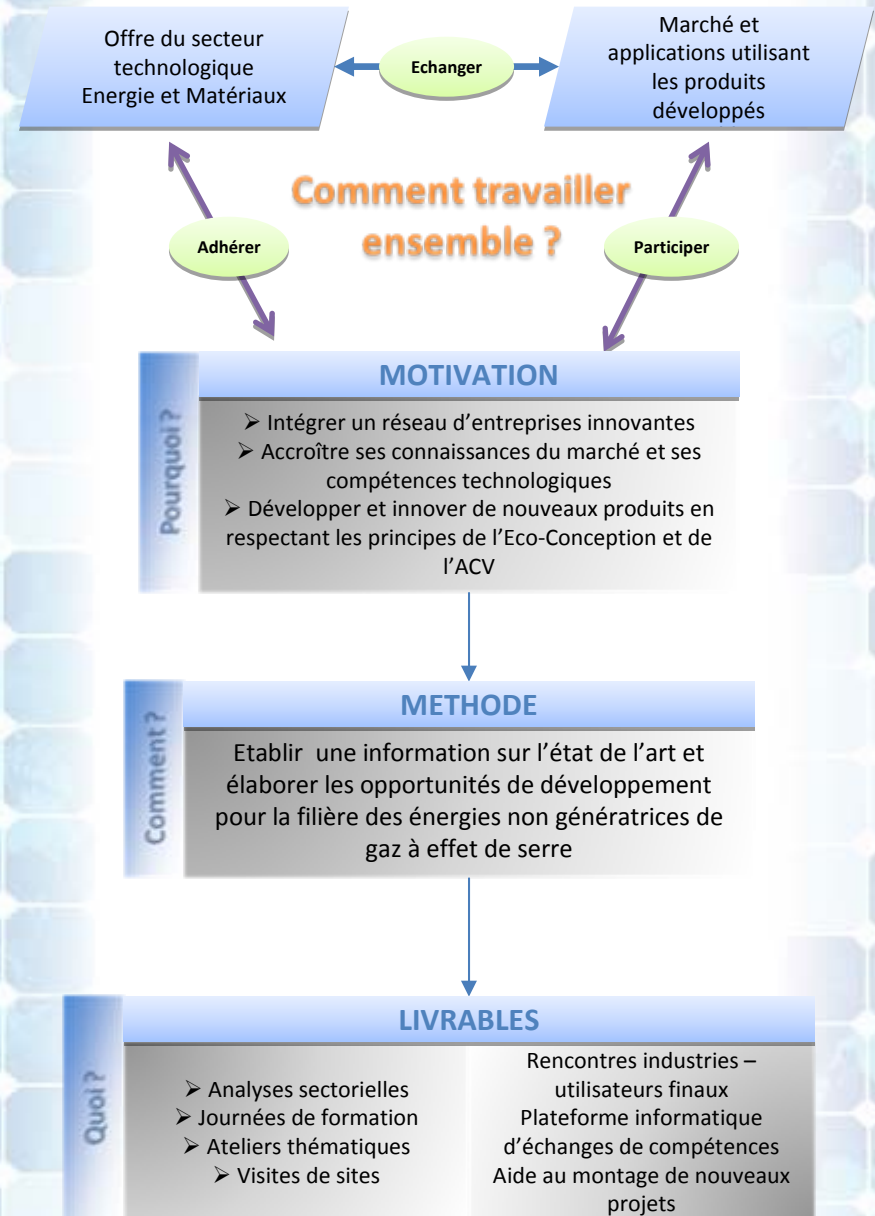 Offre du secteur
technologique
Energie et Matériaux
Echanger
Marché et
applications utilisant
les produits
développés
Comment travailler
ensemble ?
Adhérer
Participer
Pourquoi ?
MOTIVATION
➢ Intégrer un réseau d’entreprises innovantes
➢ Accroître ses connaissances du marché et ses
compétences technologiques
➢ Développer et innover de nouveaux produits en
respectant les principes de l’Eco-Conception et de
l’ACV
Comment ?
METHODE
Etablir une information sur l’état de l’art et
élaborer les opportunités de développement
pour la filière des énergies non génératrices de
gaz à effet de serre
Quoi ?
LIVRABLES
➢ Analyses sectorielles
➢ Journées de formation
➢ Ateliers thématiques
➢ Visites de sites
Rencontres industries –
utilisateurs finaux
Plateforme informatique
d’échanges de compétences
Aide au montage de nouveaux
projets